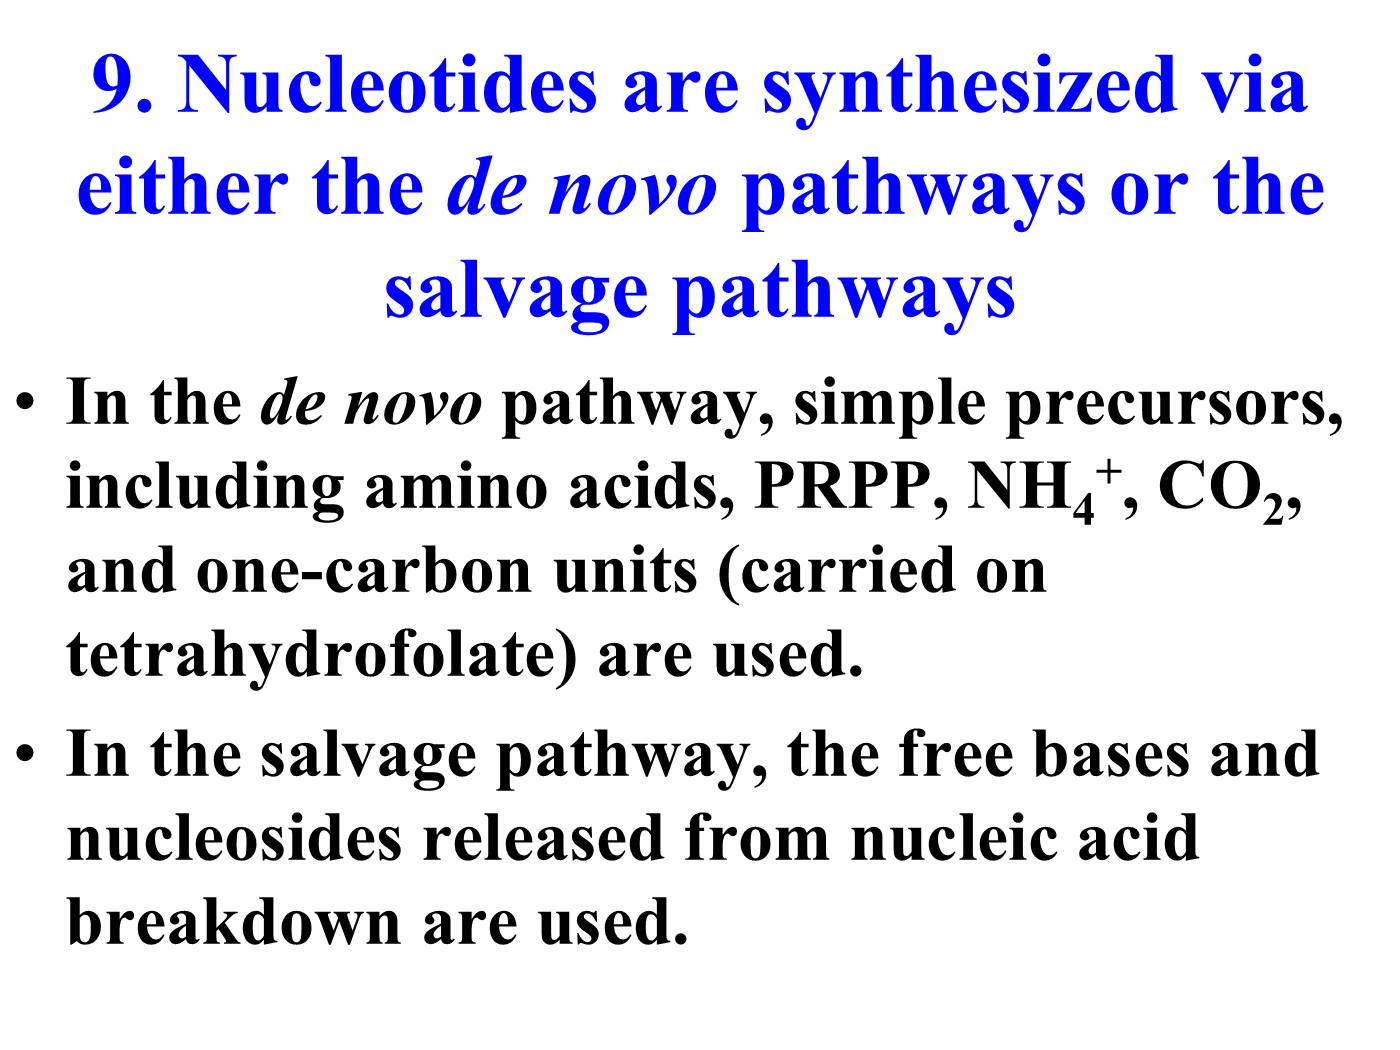 9. Nucleotides are synthesized via
either the de novo pathways or the
salvage pathways
• In the de novo pathway, simple precursors,
including amino acids, PRPP, NH₄⁺, CO₂,
and one-carbon units (carried on
tetrahydrofolate) are used.
• In the salvage pathway, the free bases and
nucleosides released from nucleic acid
breakdown are used.